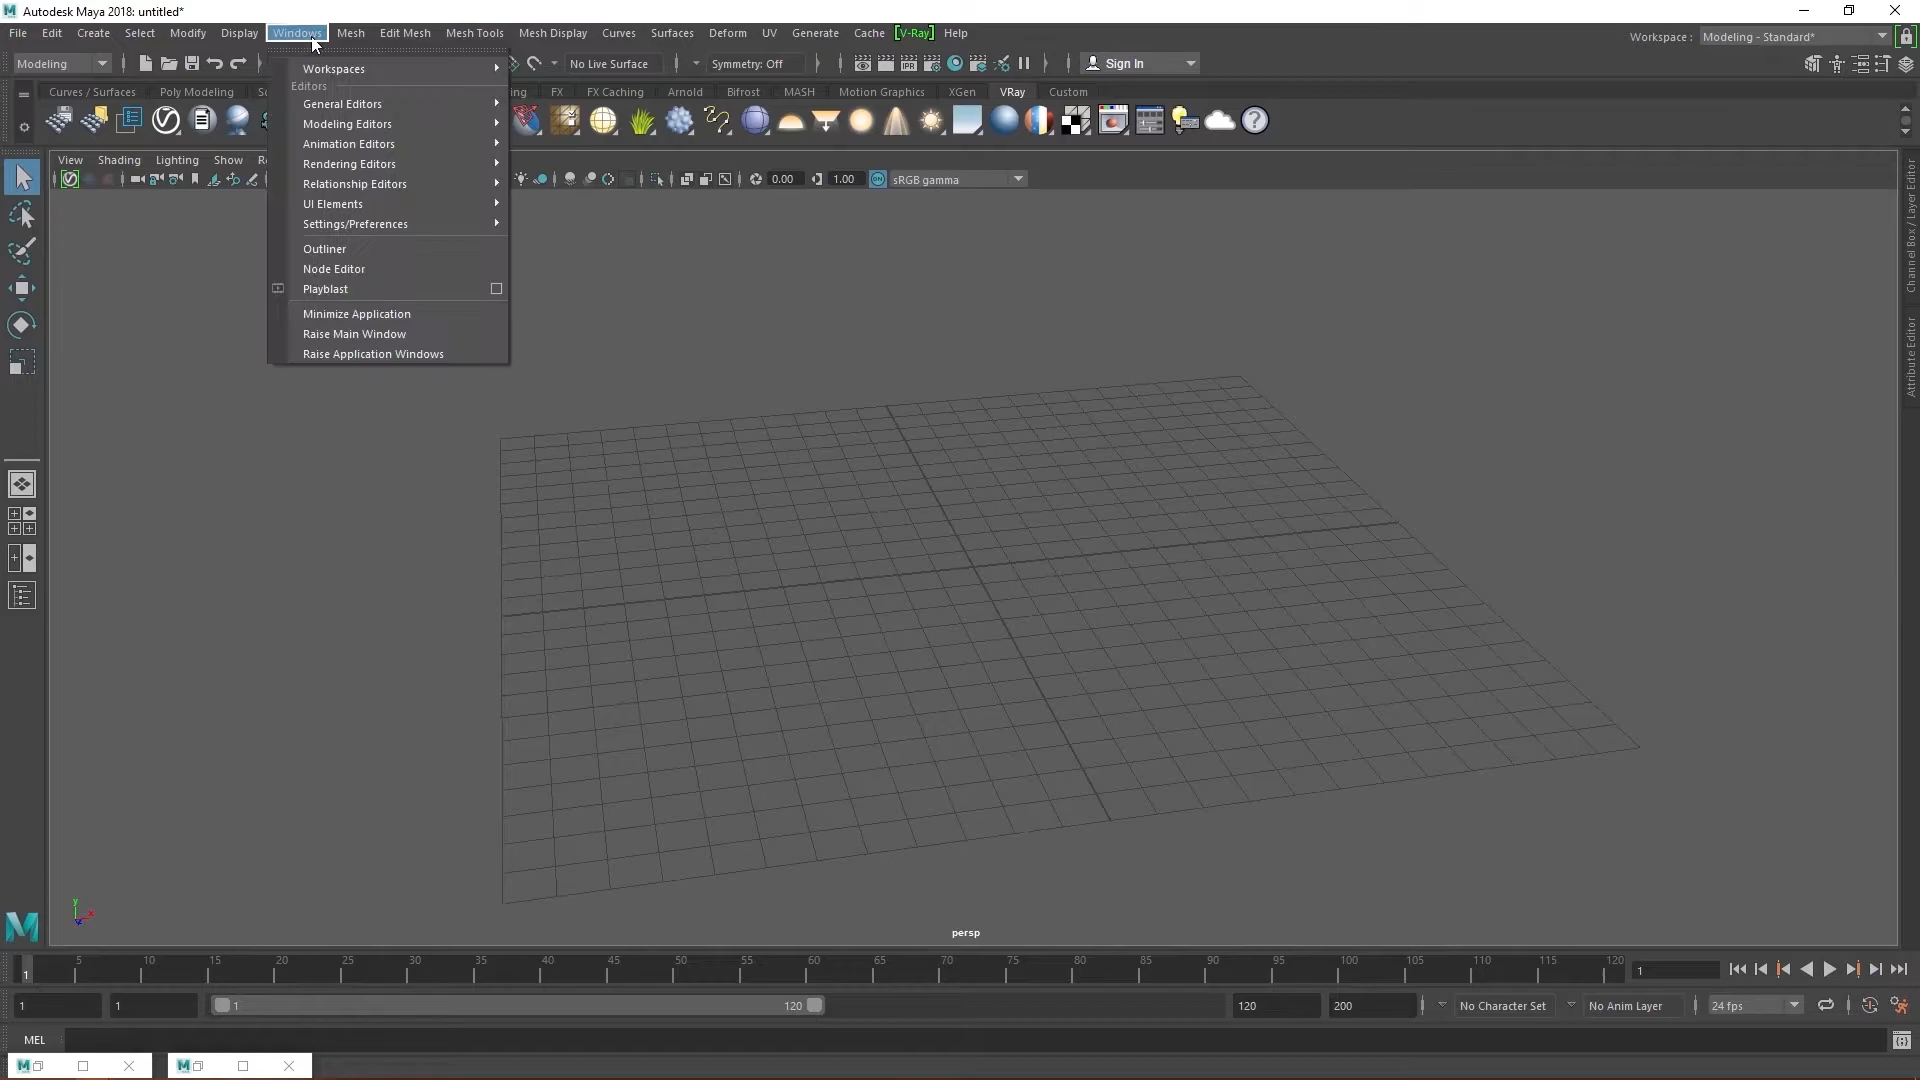 Autodesk Maya 2018: untitled*
File Edit Create Select Modify Display Windows Mesh Edit Mesh Mesh Tools Mesh Display Curves Surfaces Deform UV Generate Cache [V-Ray] Help
Workspace : Modeling - Standard*
Modeling No Live Surface Symmetry: Off Sign In
Curves / Surfaces Poly Modeling FX FX Caching Arnold Bifrost MASH Motion Graphics XGen VRay Custom
Workspaces
Editors
General Editors
Modeling Editors
Animation Editors
Rendering Editors
Relationship Editors
UI Elements
Settings/Preferences
Outliner
Node Editor
Playblast
Minimize Application
Raise Main Window
Raise Application Windows
View Shading Lighting Show
0.00 1.00 ON sRGB gamma
IPR
Channel Box / Layer Editor
Attribute Editor
y x
persp
5 10 15 20 25 30 35 40 45 50 55 60 65 70 75 80 85 90 95 100 105 110 115 120
1 1
1 1 1 120 120 200 No Character Set No Anim Layer 24 fps
MEL